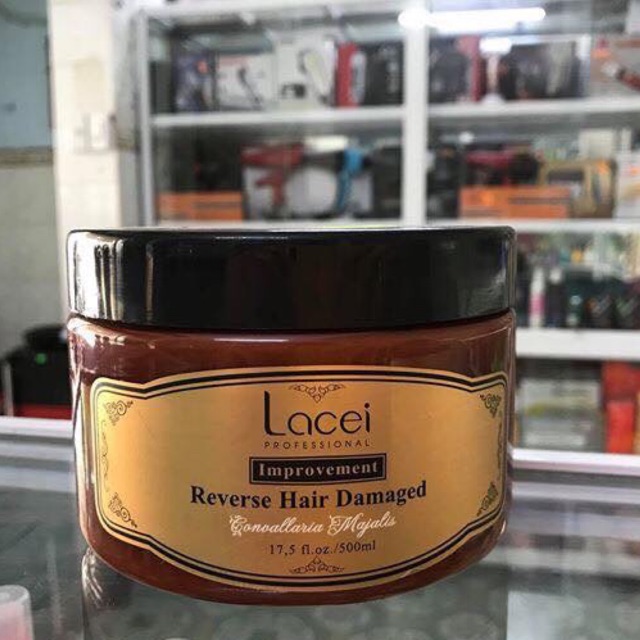 Lacei
PROFESSIONAL
Improvement
Reverse Hair Damaged
Convallaria Majalis
17,5 fl.oz./500ml